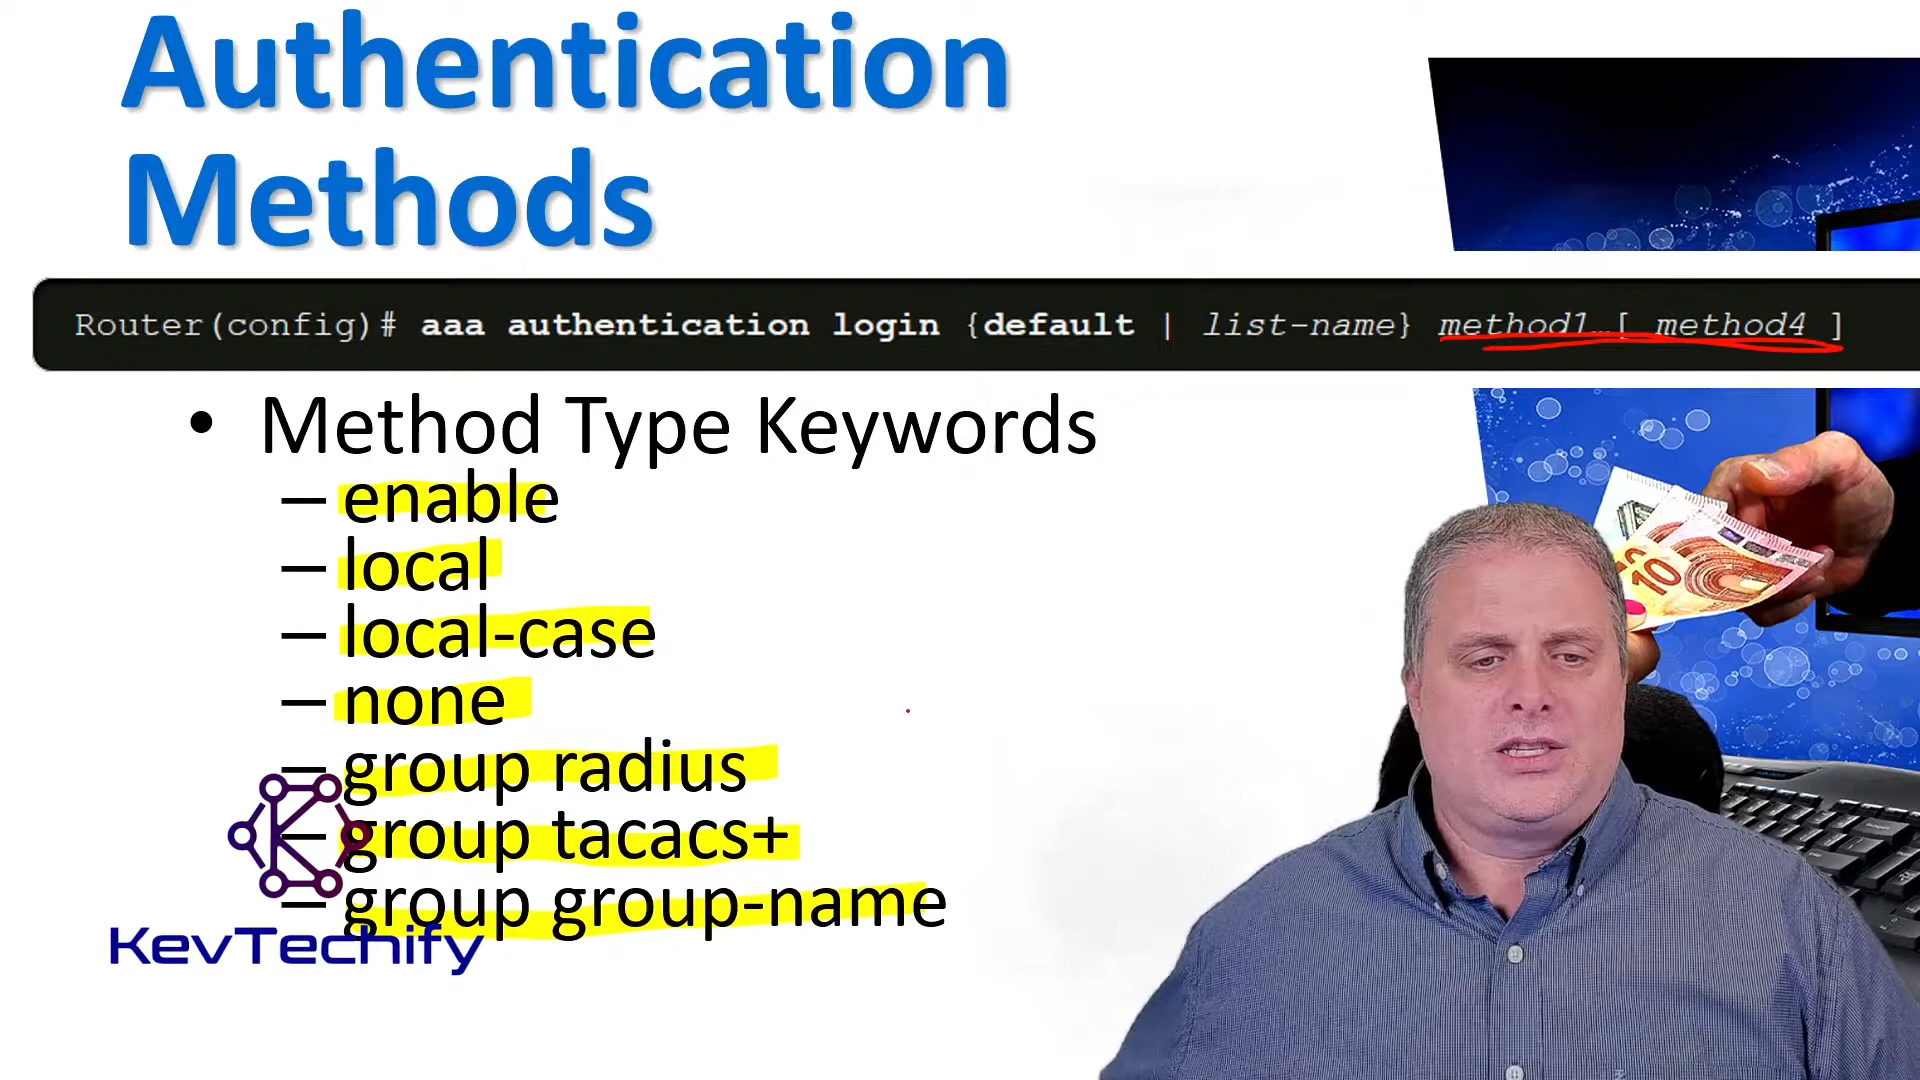 Authentication
Methods
Router(config)# aaa authentication login {default | list-name} method1…[ method4 ]
• Method Type Keywords
– enable
– local
– local-case
– none
– group radius
– group tacacs+
– group group-name
KevTechify
10